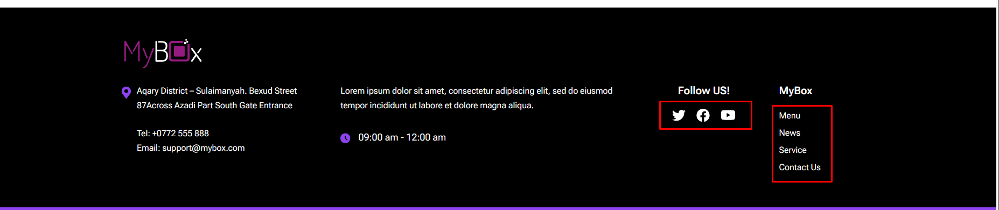 MyBox
Aqary District – Sulaimanyah. Bexud Street
87Across Azadi Part South Gate Entrance
Tel: +0772 555 888
Email: support@mybox.com
Lorem ipsum dolor sit amet, consectetur adipiscing elit, sed do eiusmod
tempor incididunt ut labore et dolore magna aliqua.
09:00 am - 12:00 am
Follow US!
MyBox
Menu
News
Service
Contact Us